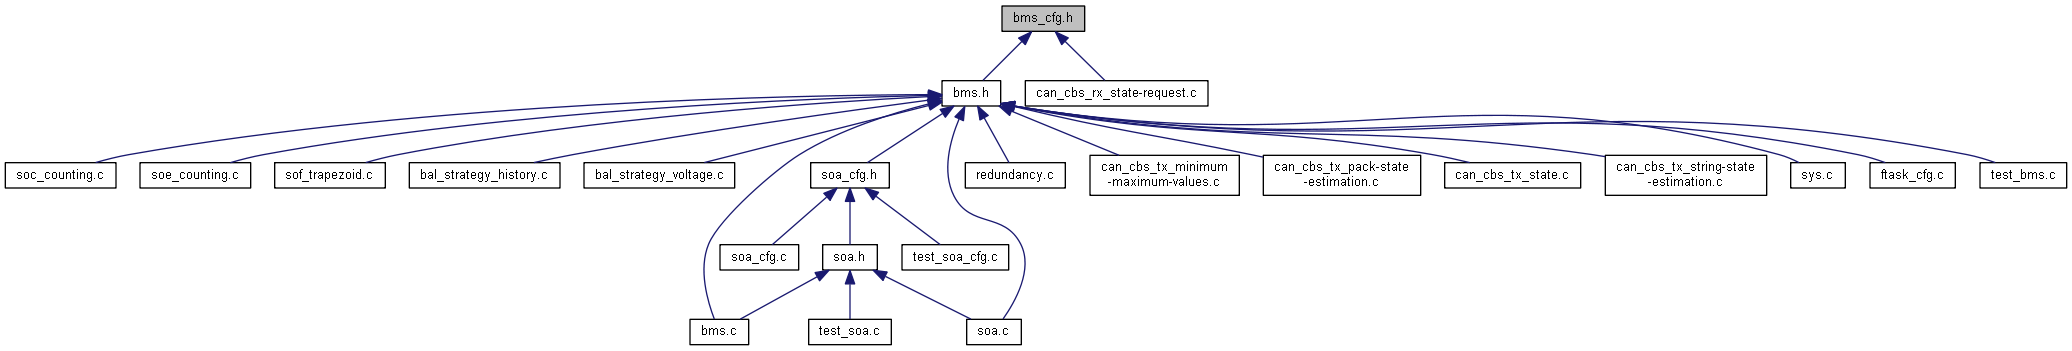 bms_cfg.h
bms.h
can_cbs_rx_state-request.c
soc_counting.c
soe_counting.c
sof_trapezoid.c
bal_strategy_history.c
bal_strategy_voltage.c
soa_cfg.h
redundancy.c
can_cbs_tx_minimum
-maximum-values.c
can_cbs_tx_pack-state
-estimation.c
can_cbs_tx_state.c
can_cbs_tx_string-state
-estimation.c
sys.c
ftask_cfg.c
test_bms.c
soa_cfg.c
soa.h
test_soa_cfg.c
bms.c
test_soa.c
soa.c